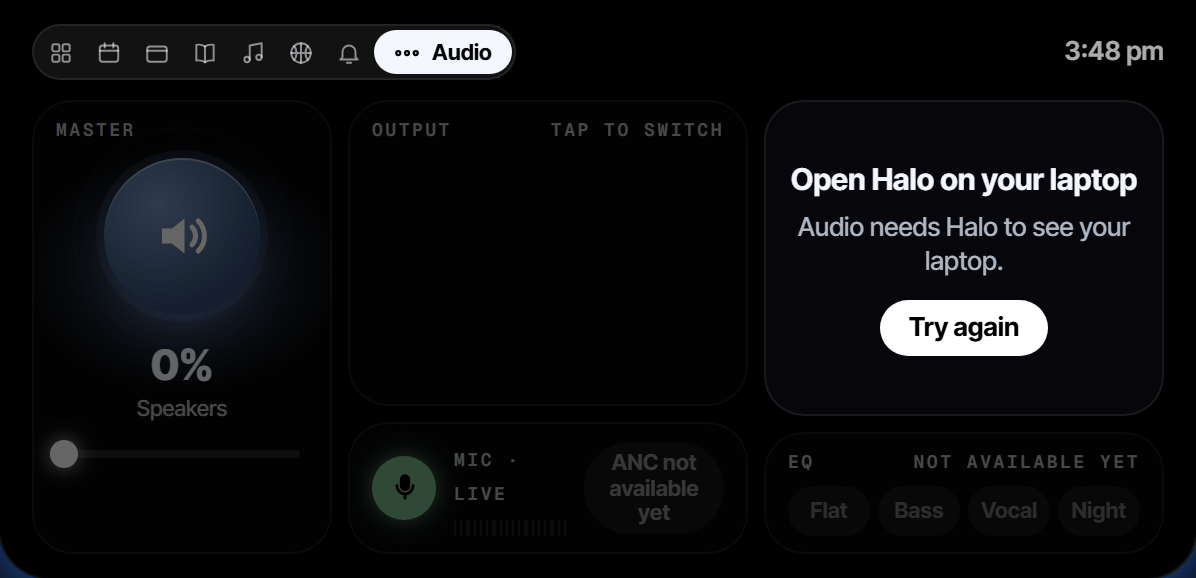 Audio
3:48 pm
MASTER
0%
Speakers
OUTPUT
TAP TO SWITCH
MIC ·
LIVE
ANC not
available
yet
Open Halo on your laptop
Audio needs Halo to see your
laptop.
Try again
EQ
NOT AVAILABLE YET
Flat
Bass
Vocal
Night